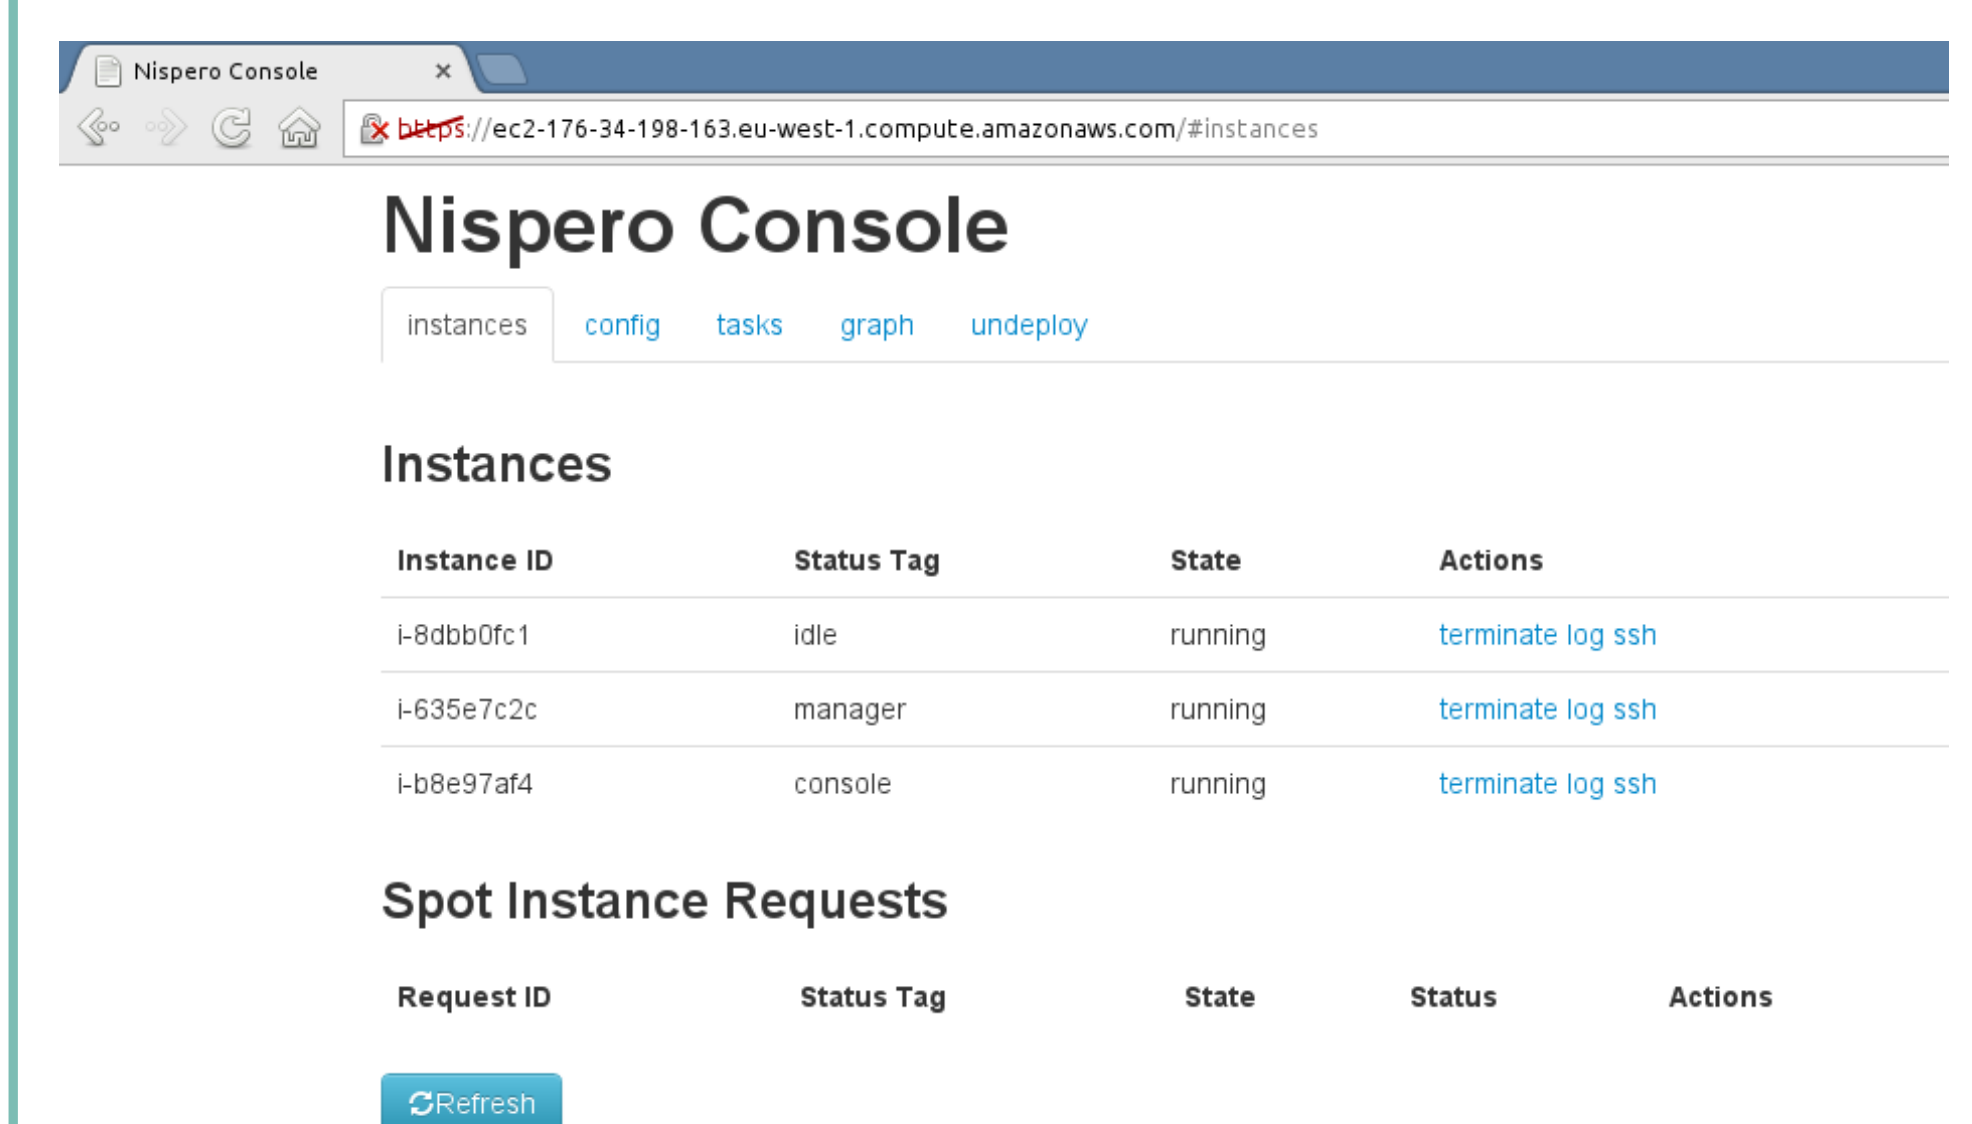 Nispero Console
https://ec2-176-34-198-163.eu-west-1.compute.amazonaws.com/#instances
Nispero Console
instances config tasks graph undeploy
Instances
Instance ID Status Tag State Actions
i-8dbb0fc1 idle running terminate log ssh
i-635e7c2c manager running terminate log ssh
i-b8e97af4 console running terminate log ssh
Spot Instance Requests
Request ID Status Tag State Status Actions
Refresh